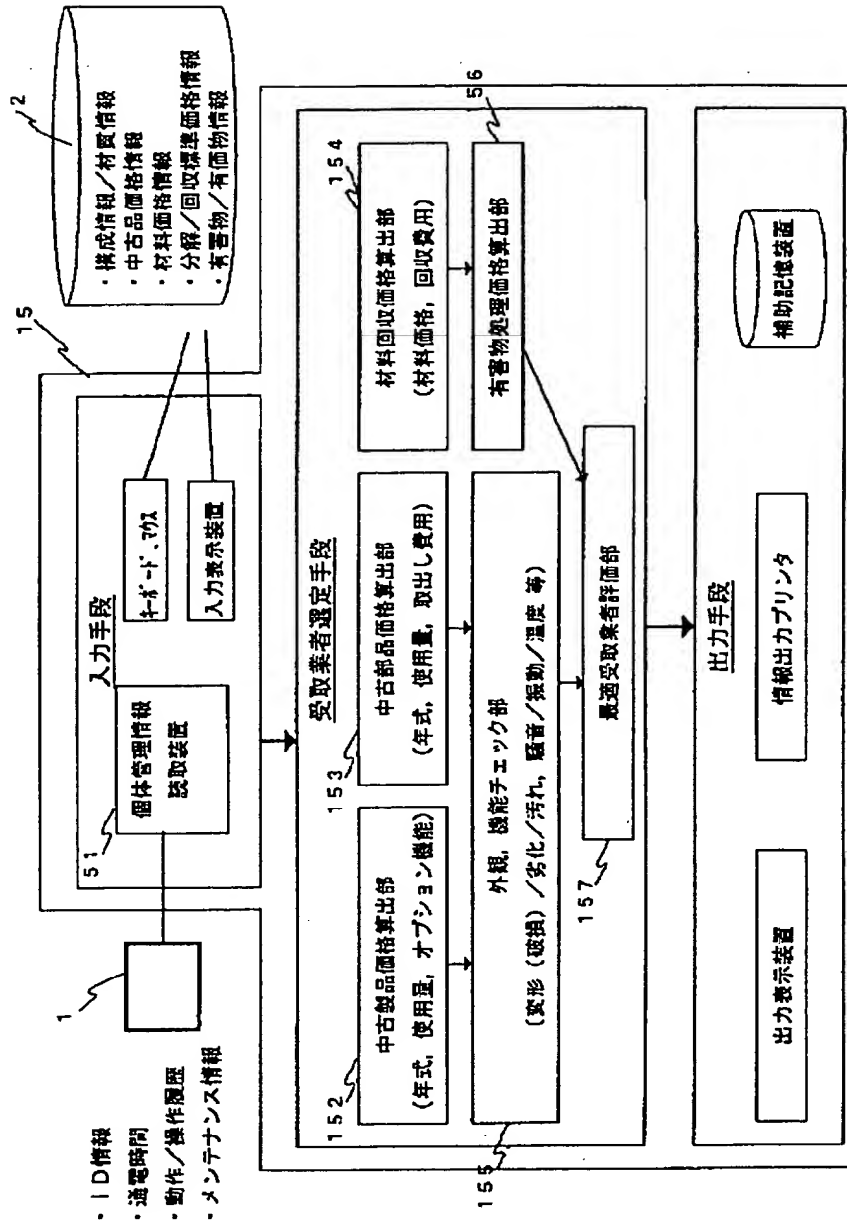 ・ID情報
・通電時間
・動作/操作履歴
・メンテナンス情報
1
入力手段
51
個体管理情報
読取装置
キーボード、マウス
入力表示装置
15
2
・構成情報/材質情報
・中古品価格情報
・材料価格情報
・分解/回収標準価格情報
・有害物/有価物情報
受取業者選定手段
152
中古製品価格算出部
(年式, 使用量, オプション機能)
153
中古部品価格算出部
(年式, 使用量, 取出し費用)
154
材料回収価格算出部
(材料価格, 回収費用)
155
外観, 機能チェック部
(変形(破損)/劣化/汚れ, 騒音/振動/温度 等)
56
有害物処理価格算出部
157
最適受取業者評価部
出力手段
出力表示装置
情報出力プリンタ
補助記憶装置